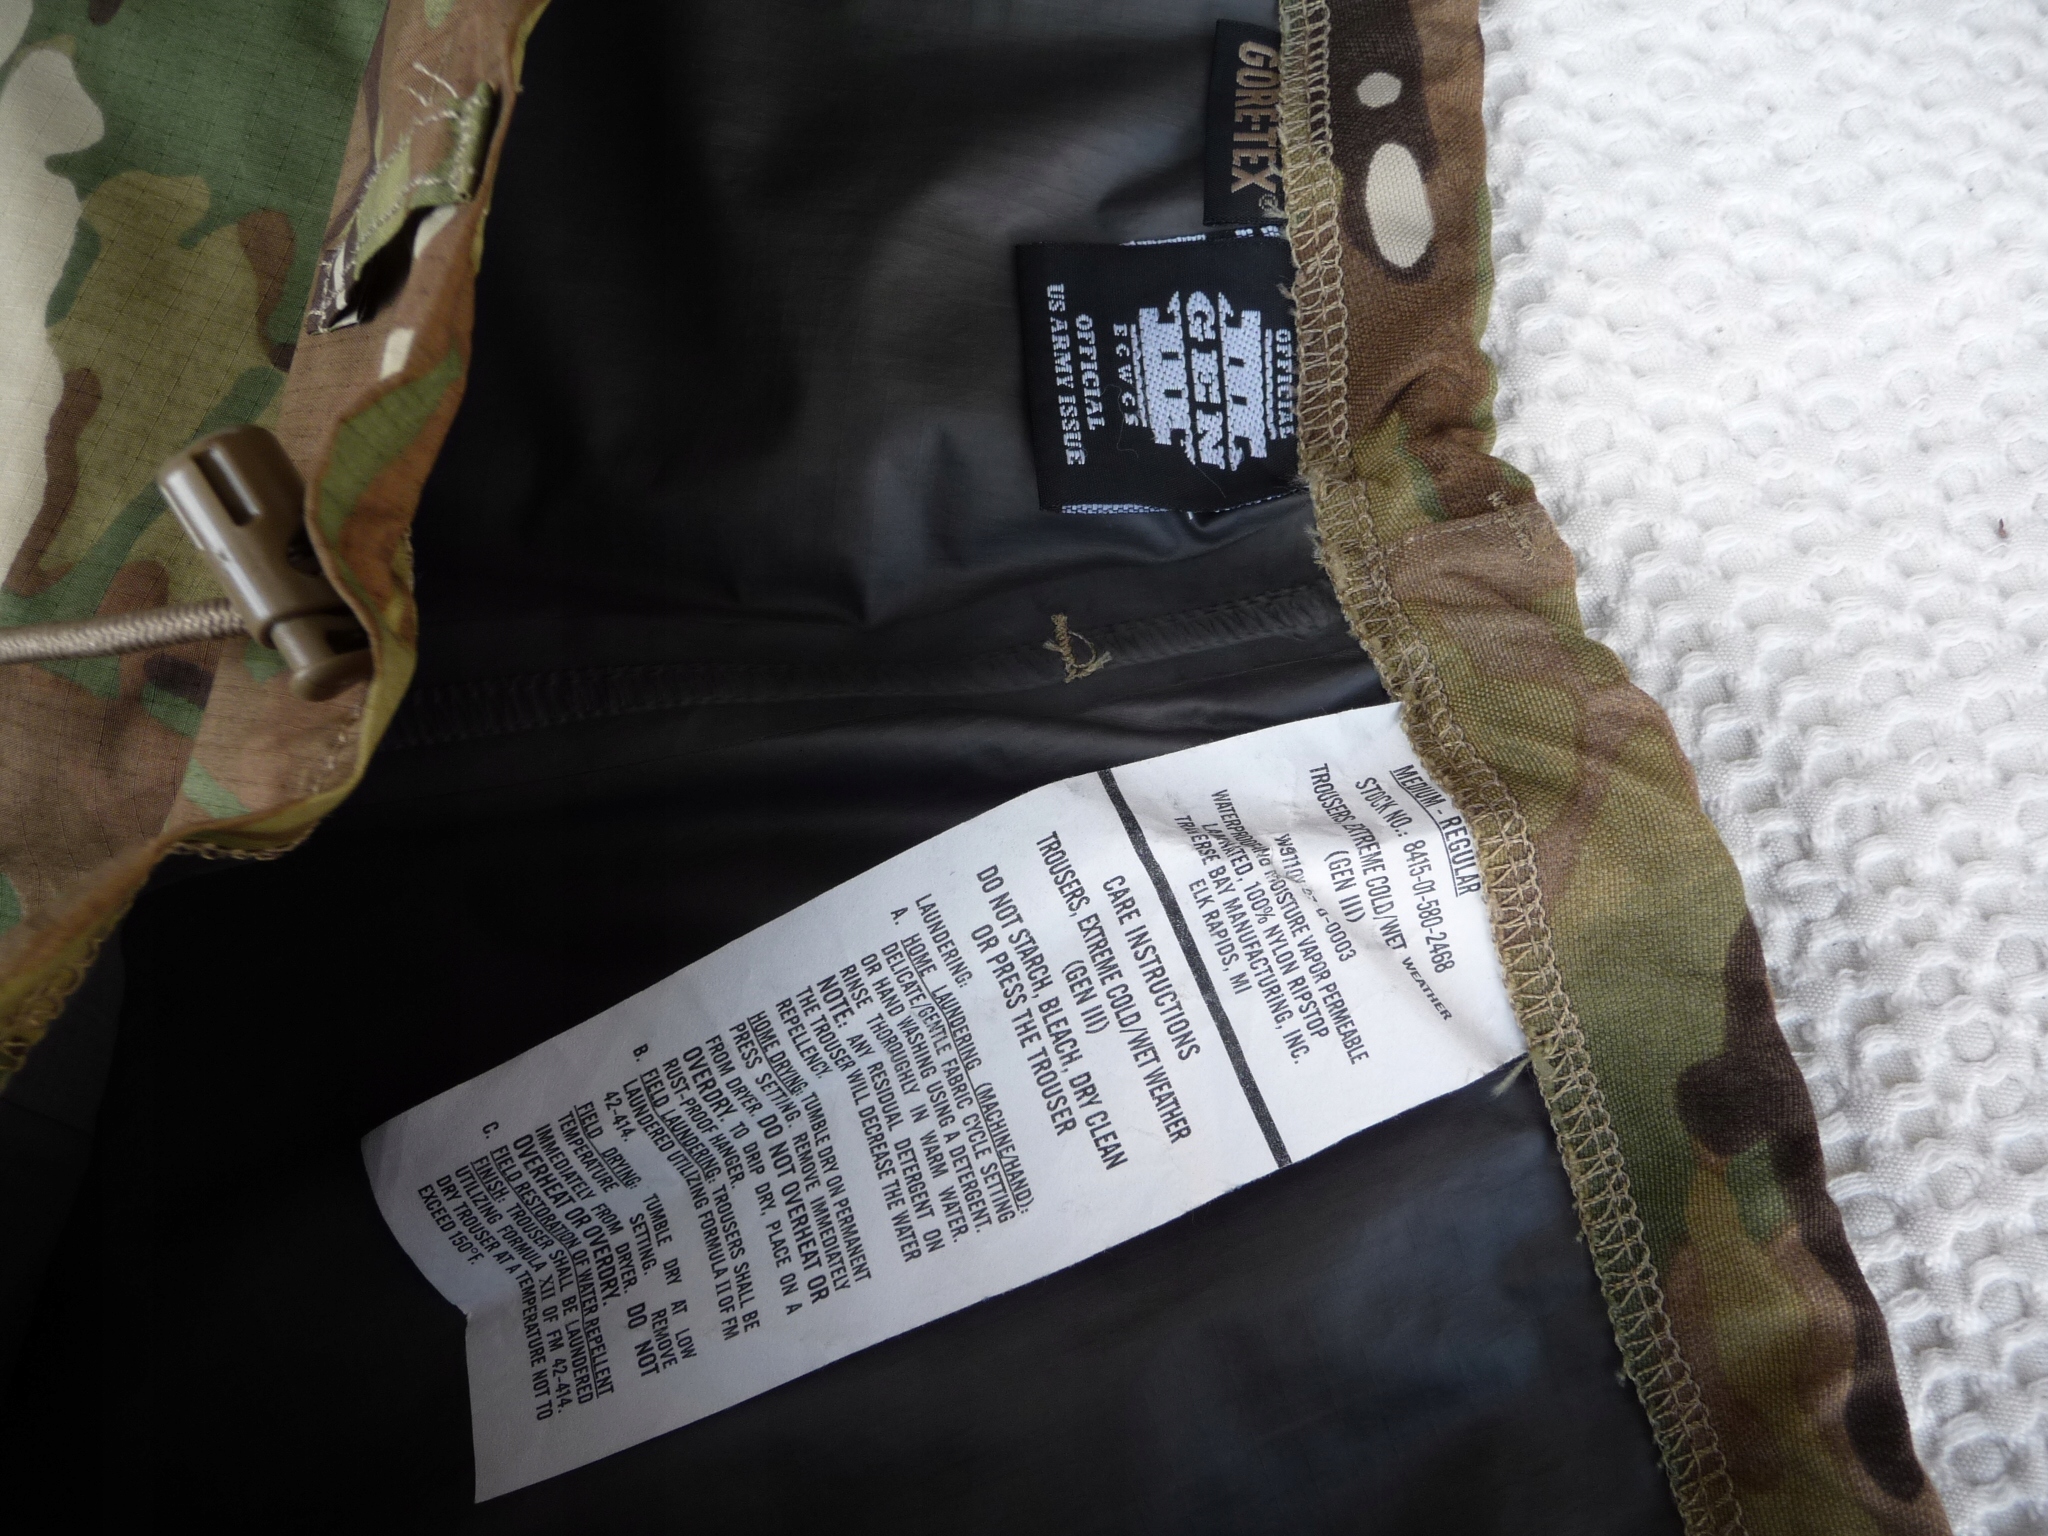 GORE-TEX®
OFFICIAL
GEN
III
ECWCS
OFFICIAL
US ARMY ISSUE
MEDIUM - REGULAR
STOCK NO.: 8415-01-580-2468
TROUSERS EXTREME COLD/WET WEATHER
(GEN III)
-0003
WATERPROOF MOISTURE VAPOR PERMEABLE
LAMINATED, 100% NYLON RIPSTOP
TRAVERSE BAY MANUFACTURING, INC.
ELK RAPIDS, MI
CARE INSTRUCTIONS
TROUSERS, EXTREME COLD/WET WEATHER
(GEN III)
DO NOT STARCH, BLEACH, DRY CLEAN
OR PRESS THE TROUSER
LAUNDERING:
A. HOME LAUNDERING (MACHINE/HAND):
DELICATE/GENTLE FABRIC CYCLE SETTING
OR HAND WASHING USING A DETERGENT.
RINSE THOROUGHLY IN WARM WATER.
NOTE: ANY RESIDUAL DETERGENT ON
THE TROUSER WILL DECREASE THE WATER
REPELLENCY.
HOME DRYING: TUMBLE DRY ON PERMANENT
PRESS SETTING. REMOVE IMMEDIATELY
FROM DRYER. DO NOT OVERHEAT OR
OVERDRY. TO DRIP DRY, PLACE ON A
RUST-PROOF HANGER.
B. FIELD LAUNDERING: TROUSERS SHALL BE
LAUNDERED UTILIZING FORMULA II OF FM
42-414.
FIELD DRYING: TUMBLE DRY AT LOW
TEMPERATURE SETTING. REMOVE
IMMEDIATELY FROM DRYER. DO NOT
OVERHEAT OR OVERDRY.
C. FIELD RESTORATION OF WATER REPELLENT
FINISH: TROUSER SHALL BE LAUNDERED
UTILIZING FORMULA XII OF FM 42-414.
DRY TROUSER AT A TEMPERATURE NOT TO
EXCEED 150°F.